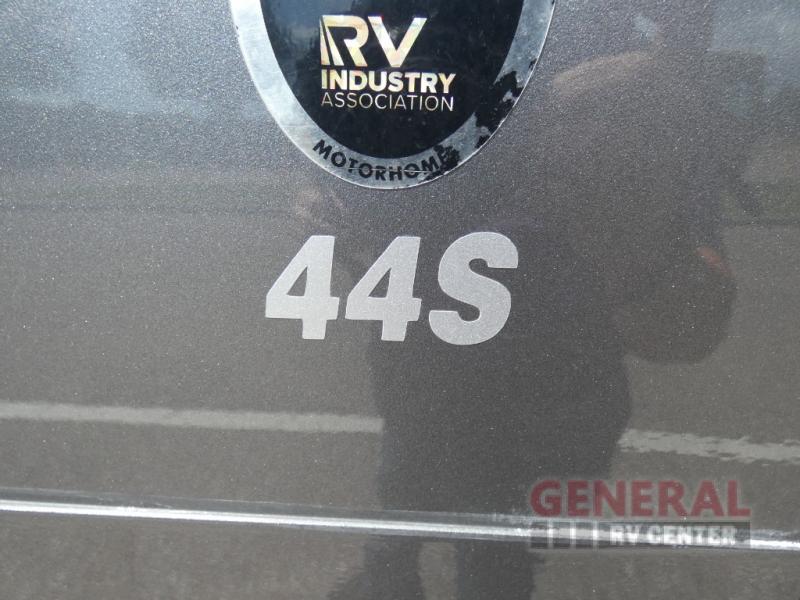 RV
INDUSTRY
ASSOCIATION
MOTORHOME
44S
GENERAL
RV CENTER